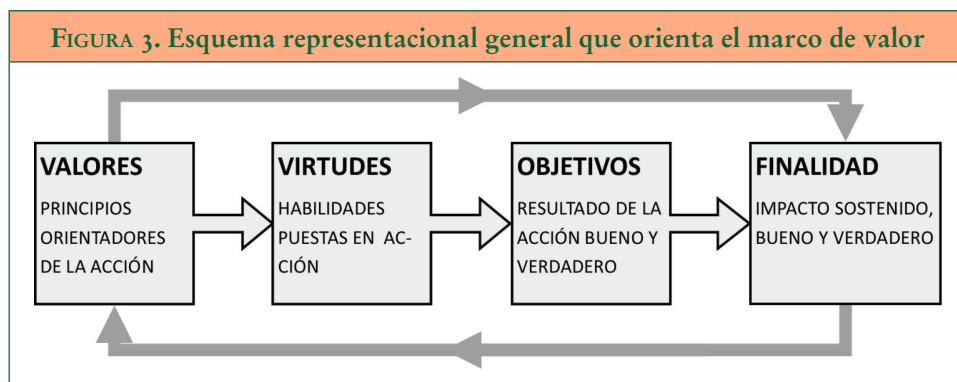 FIGURA 3. Esquema representacional general que orienta el marco de valor
VALORES
PRINCIPIOS
ORIENTADORES
DE LA ACCIÓN
VIRTUDES
HABILIDADES
PUESTAS EN AC-
CIÓN
OBJETIVOS
RESULTADO DE LA
ACCIÓN BUENO Y
VERDADERO
FINALIDAD
IMPACTO SOSTENIDO,
BUENO Y VERDADERO